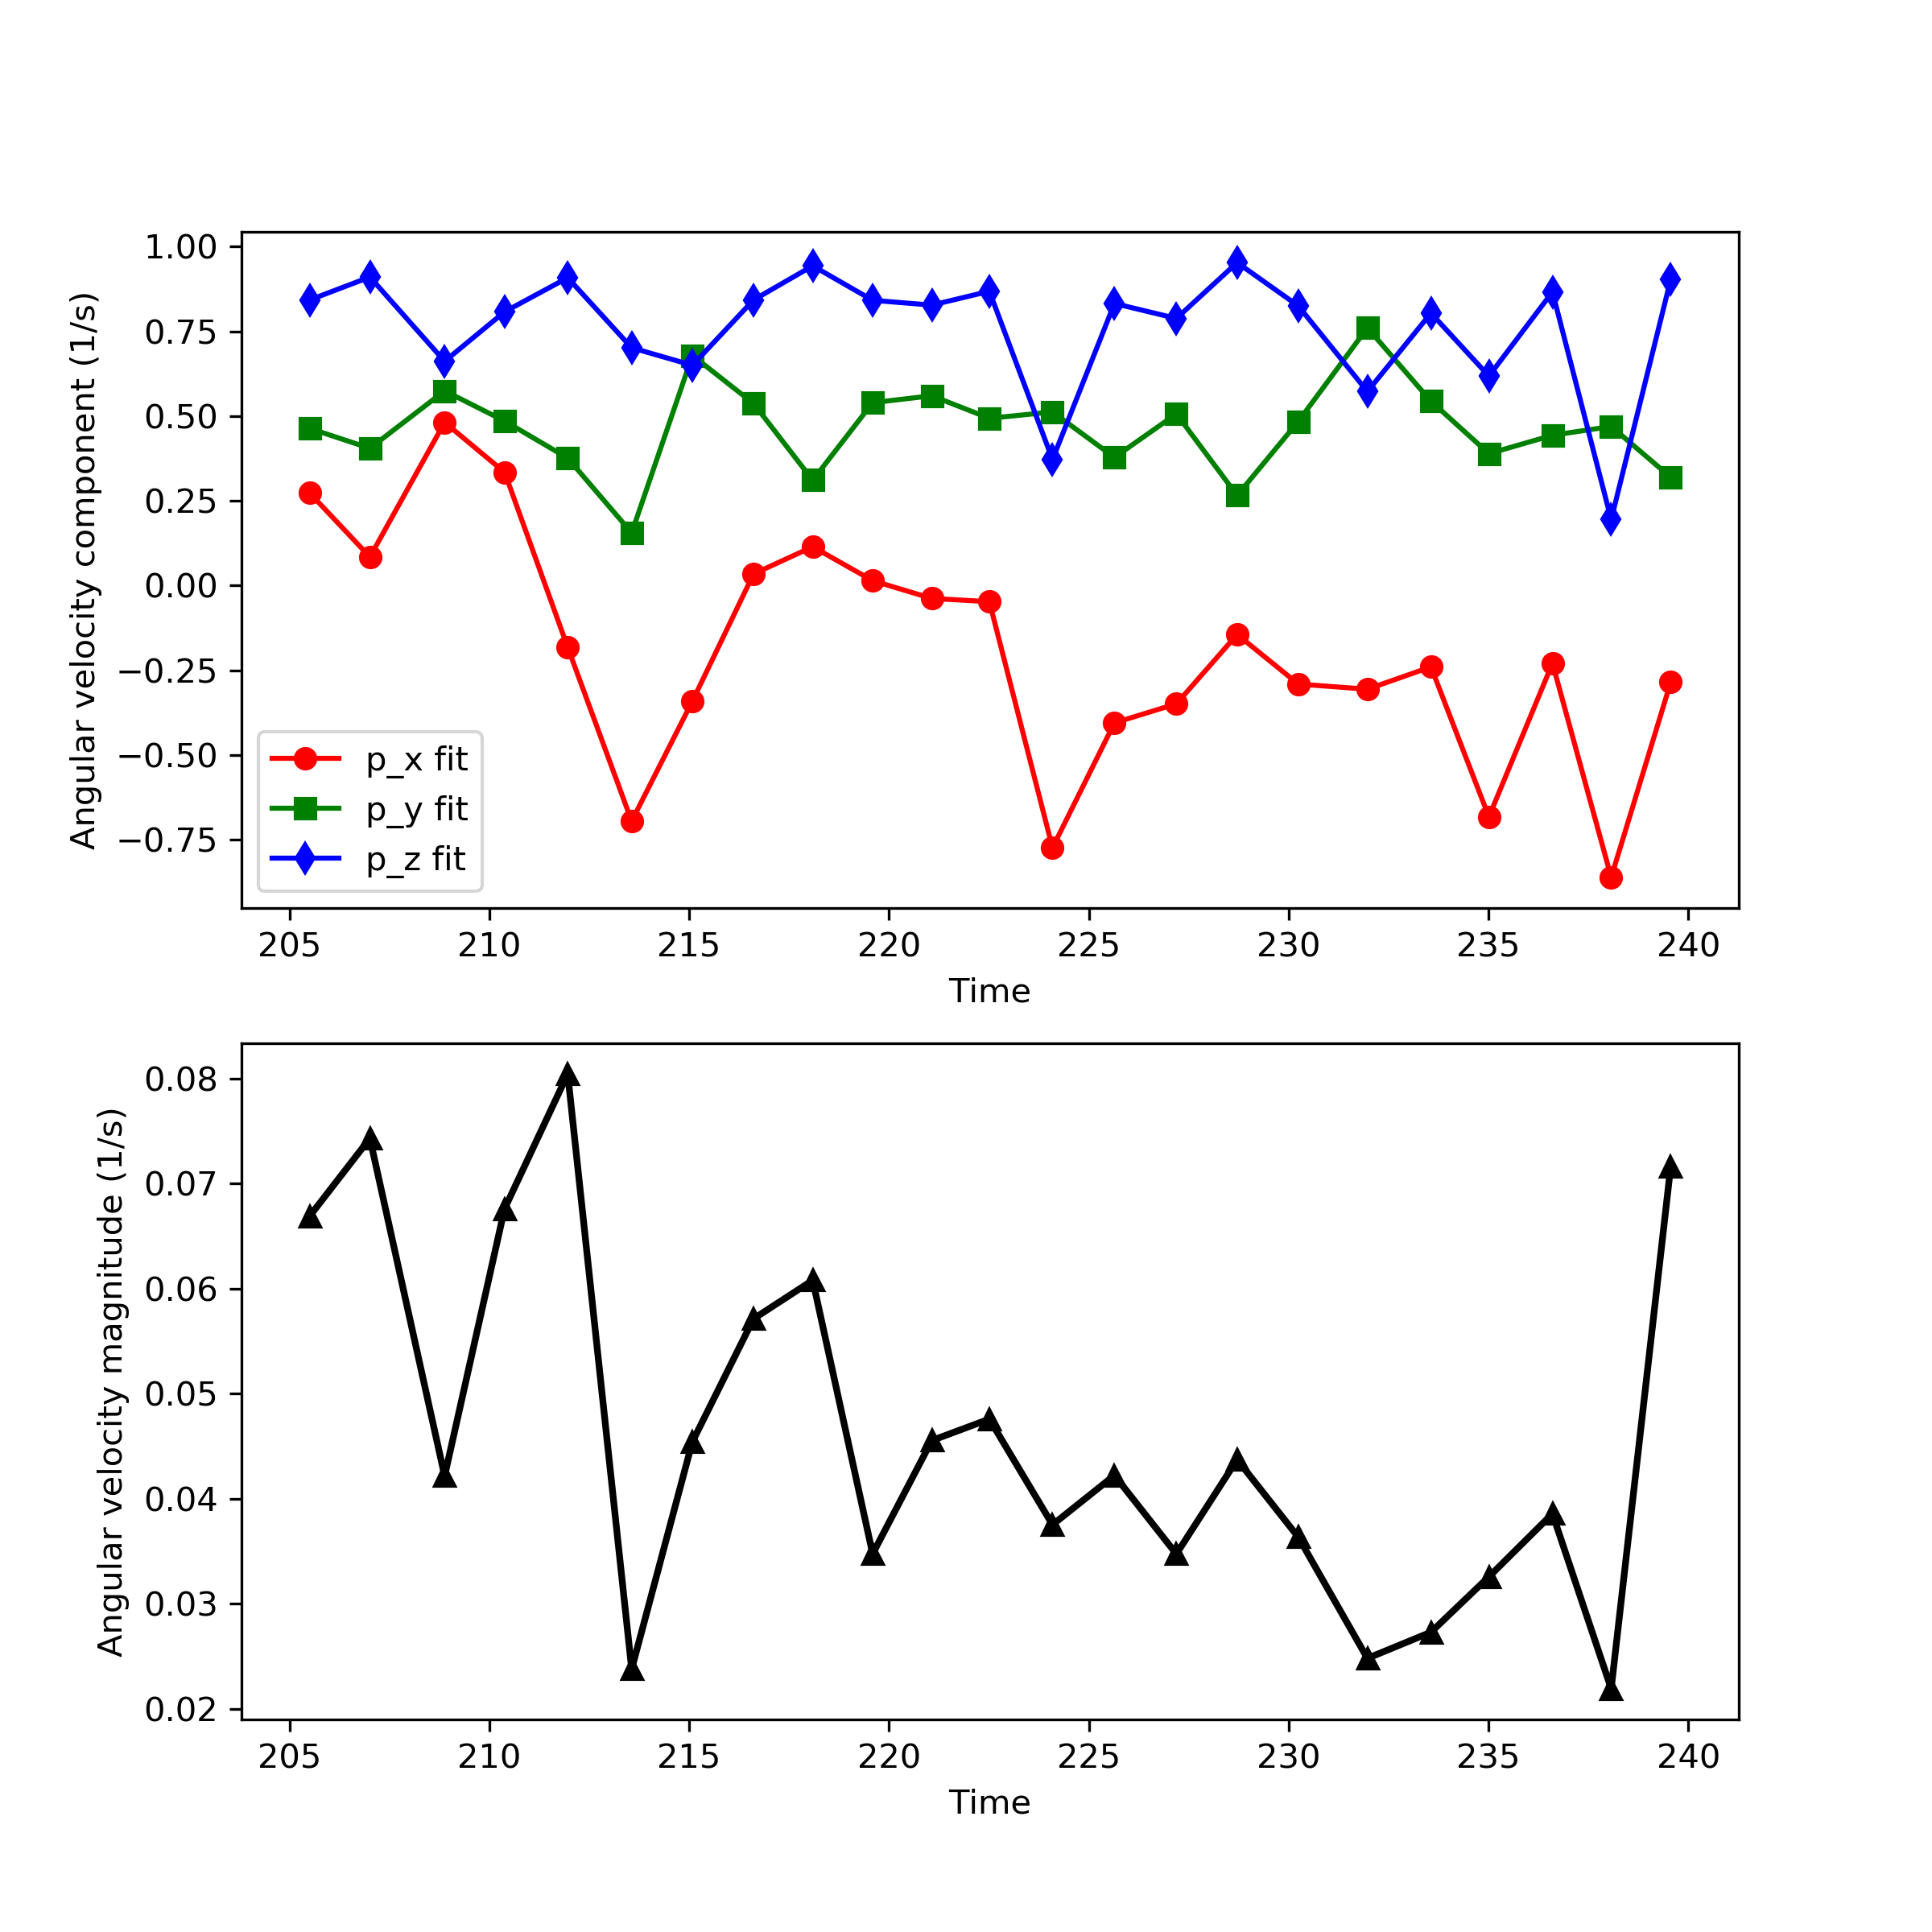 Angular velocity component (1/s)
1.00
0.75
0.50
0.25
0.00
−0.25
−0.50
−0.75
p_x fit
p_y fit
p_z fit
205 210 215 220 225 230 235 240
Time
Angular velocity magnitude (1/s)
0.08
0.07
0.06
0.05
0.04
0.03
0.02
205 210 215 220 225 230 235 240
Time